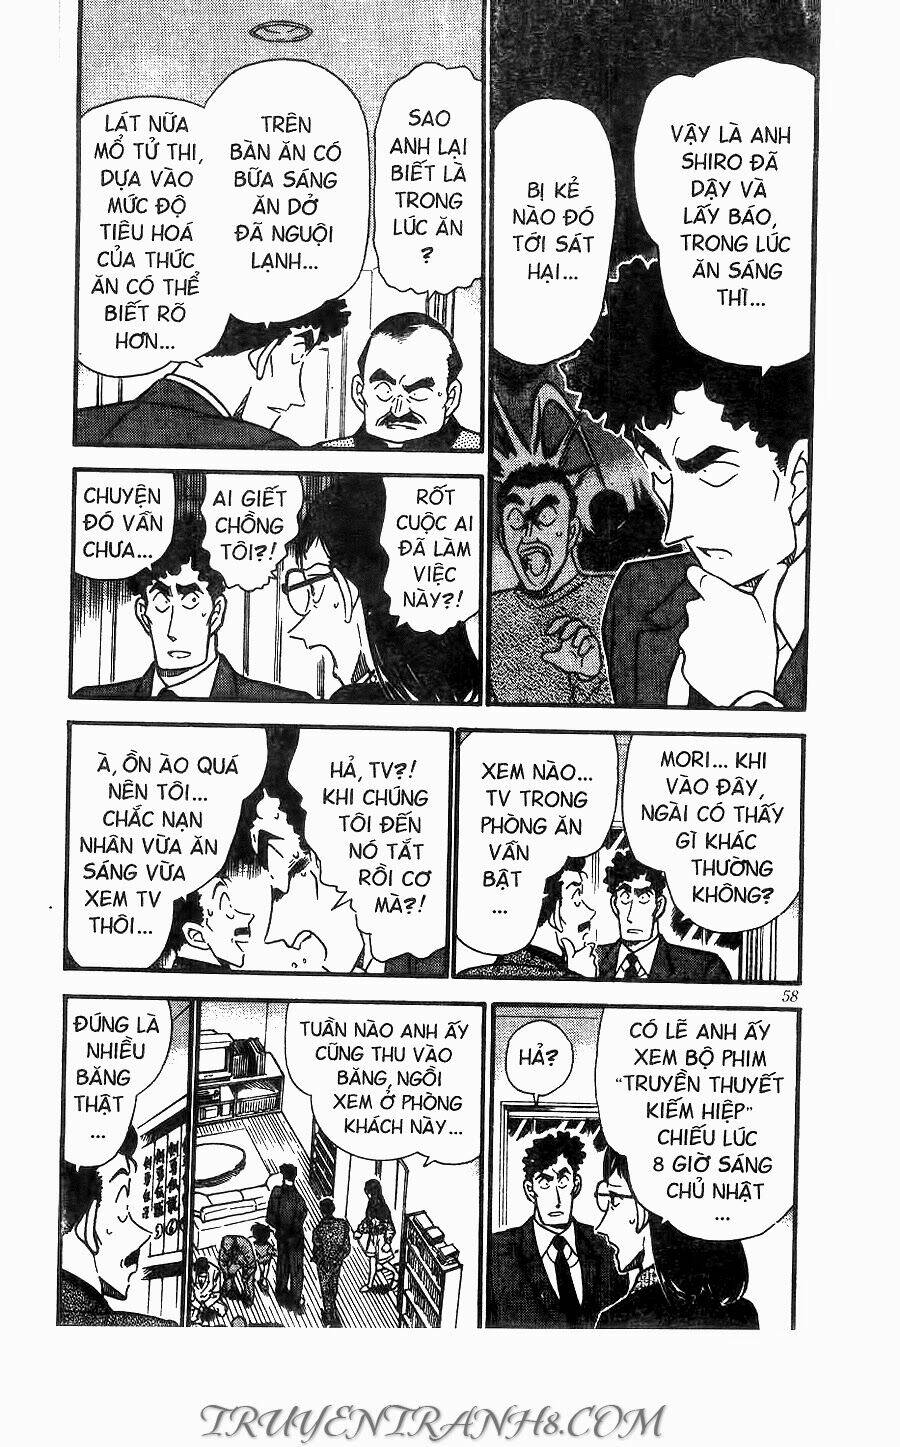 VẬY LÀ ANH
SHIRO ĐÃ
DẬY VÀ
LẤY BÁO,
TRONG LÚC
ĂN SÁNG
THÌ...
BỊ KẺ
NÀO ĐÓ
TỚI SÁT
HẠI...
SAO
ANH LẠI
BIẾT LÀ
TRONG
LÚC ĂN
?
TRÊN
BÀN ĂN CÓ
BỮA SÁNG
ĂN DỞ
ĐÃ NGUỘI
LẠNH...
LÁT NỮA
MỔ TỬ THI,
DỰA VÀO
MỨC ĐỘ
TIÊU HOÁ
CỦA THỨC
ĂN CÓ THỂ
BIẾT RÕ
HƠN...
RỐT
CUỘC AI
ĐÃ LÀM
VIỆC
NÀY?!
AI GIẾT
CHỒNG
TÔI?!
CHUYỆN
ĐÓ VẪN
CHƯA...
MORI... KHI
VÀO ĐÂY,
NGÀI CÓ THẤY
GÌ KHÁC
THƯỜNG
KHÔNG?
XEM NÀO...
TV TRONG
PHÒNG ĂN
VẪN
BẬT
...
HẢ, TV?!
KHI CHÚNG
TÔI ĐẾN
NÓ TẮT
RỒI CƠ
MÀ?!
À, ỒN ÀO QUÁ
NÊN TÔI...
CHẮC NẠN
NHÂN VỪA ĂN
SÁNG VỪA
XEM TV
THÔI...
58
CÓ LẼ ANH ẤY
XEM BỘ PHIM
"TRUYỀN THUYẾT
KIẾM HIỆP"
CHIẾU LÚC
8 GIỜ SÁNG
CHỦ NHẬT
...
HẢ?
TUẦN NÀO ANH ẤY
CŨNG THU VÀO
BĂNG, NGỒI
XEM Ở PHÒNG
KHÁCH NÀY...
ĐÚNG LÀ
NHIỀU
BĂNG
THẬT
...
TRUYENTRANH8.COM